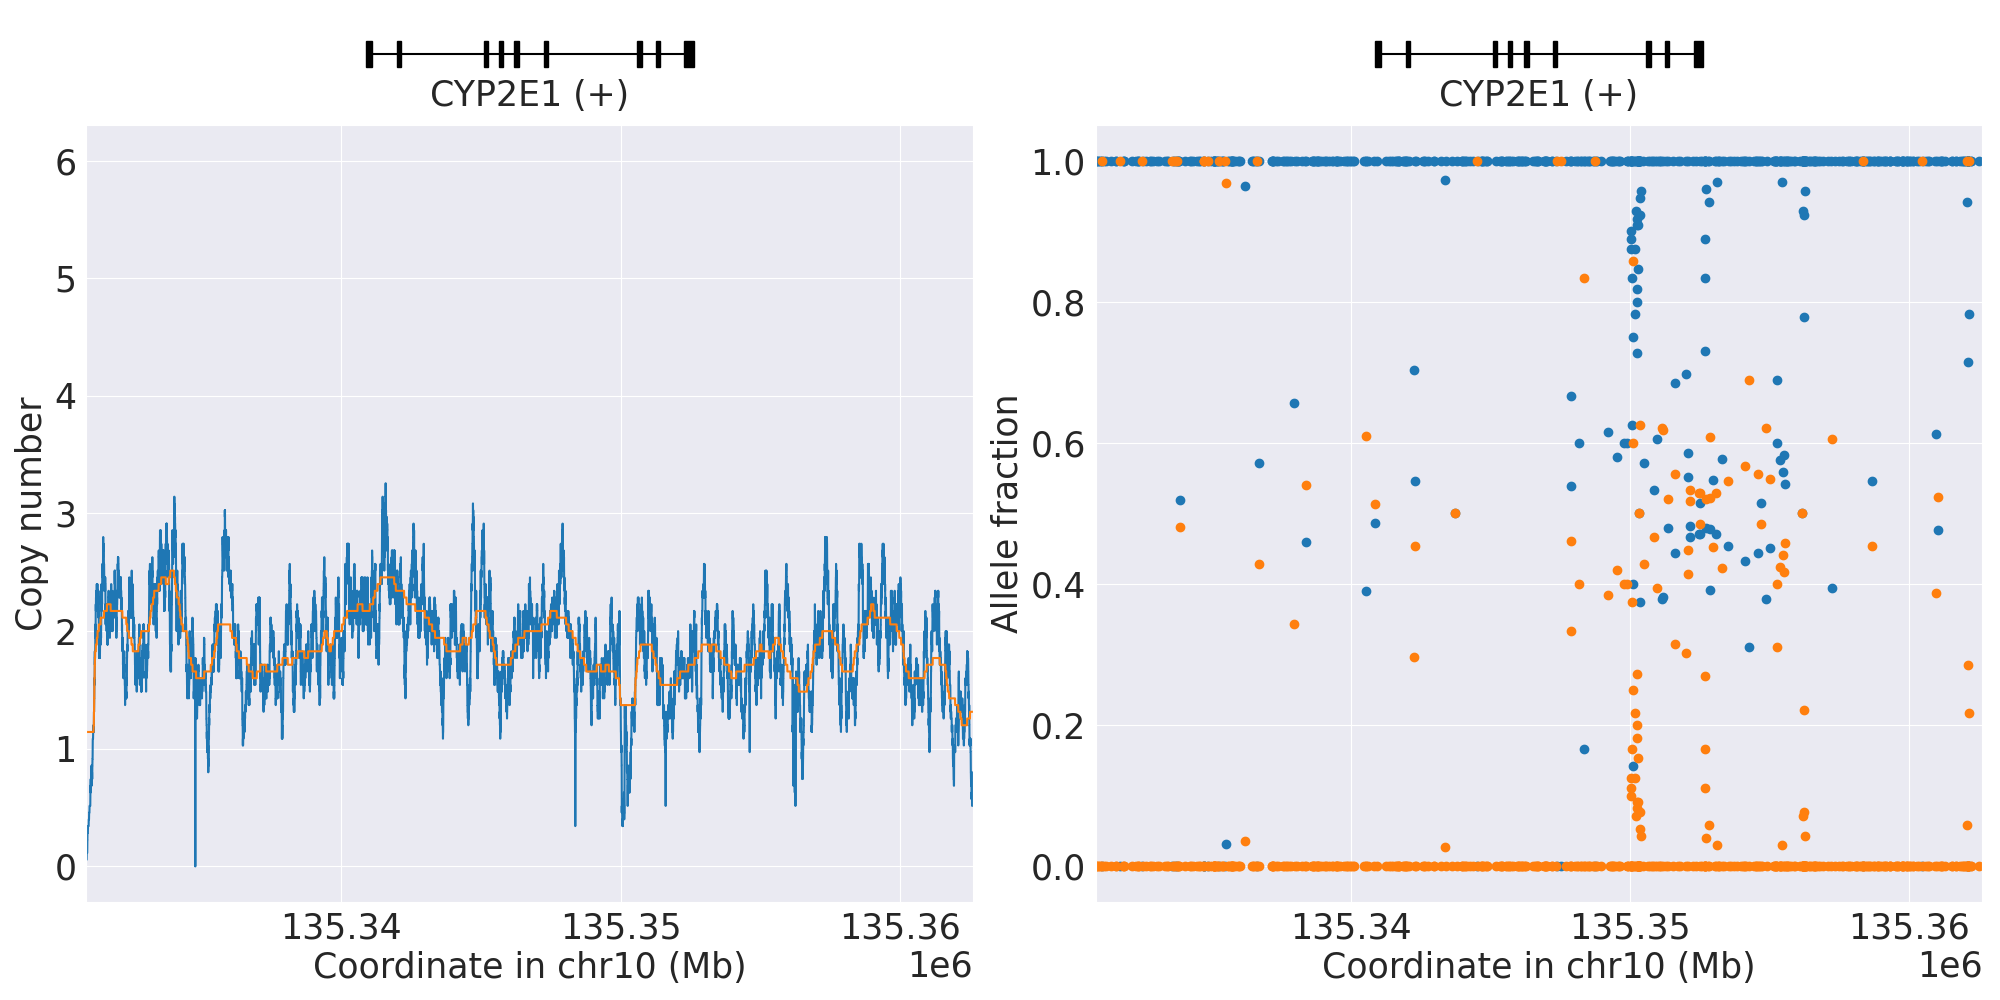 CYP2E1 (+)
6
5
4
3
2
1
0
Copy number
135.34 135.35 135.36
Coordinate in chr10 (Mb)
1e6
CYP2E1 (+)
1.0
0.8
0.6
0.4
0.2
0.0
Allele fraction
135.34 135.35 135.36
Coordinate in chr10 (Mb)
1e6